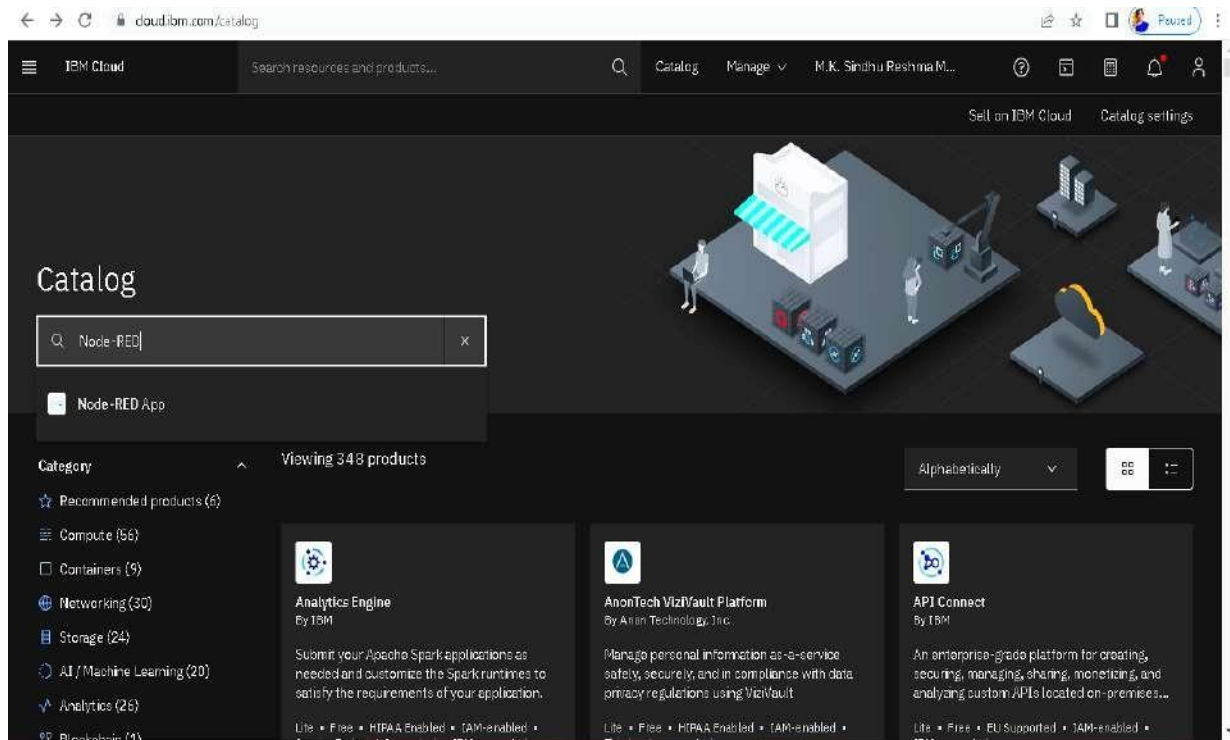 cloud.ibm.com/catalog
Paused
IBM Cloud
Search resources and products...
Catalog
Manage
M.K. Sindhu Reshma M...
Sell on IBM Cloud
Catalog settings
Catalog
Node-RED
Node-RED App
Category
Viewing 348 products
Alphabetically
Recommended products (6)
Compute (56)
Containers (9)
Networking (30)
Storage (24)
AI / Machine Learning (20)
Analytics (26)
Blockchain (1)
Analytics Engine
By IBM
Submit your Apache Spark applications as
needed and customize the Spark runtimes to
satisfy the requirements of your application.
Lite • Free • HIPAA Enabled • IAM-enabled •
AnonTech ViziVault Platform
By Anon Technology, Inc.
Manage personal information as-a-service
safely, securely, and in compliance with data
privacy regulations using ViziVault
Lite • Free • HIPAA Enabled • IAM-enabled •
API Connect
By IBM
An enterprise-grade platform for creating,
securing, managing, sharing, monetizing, and
analyzing custom APIs located on-premises...
Lite • Free • EU Supported • IAM-enabled •